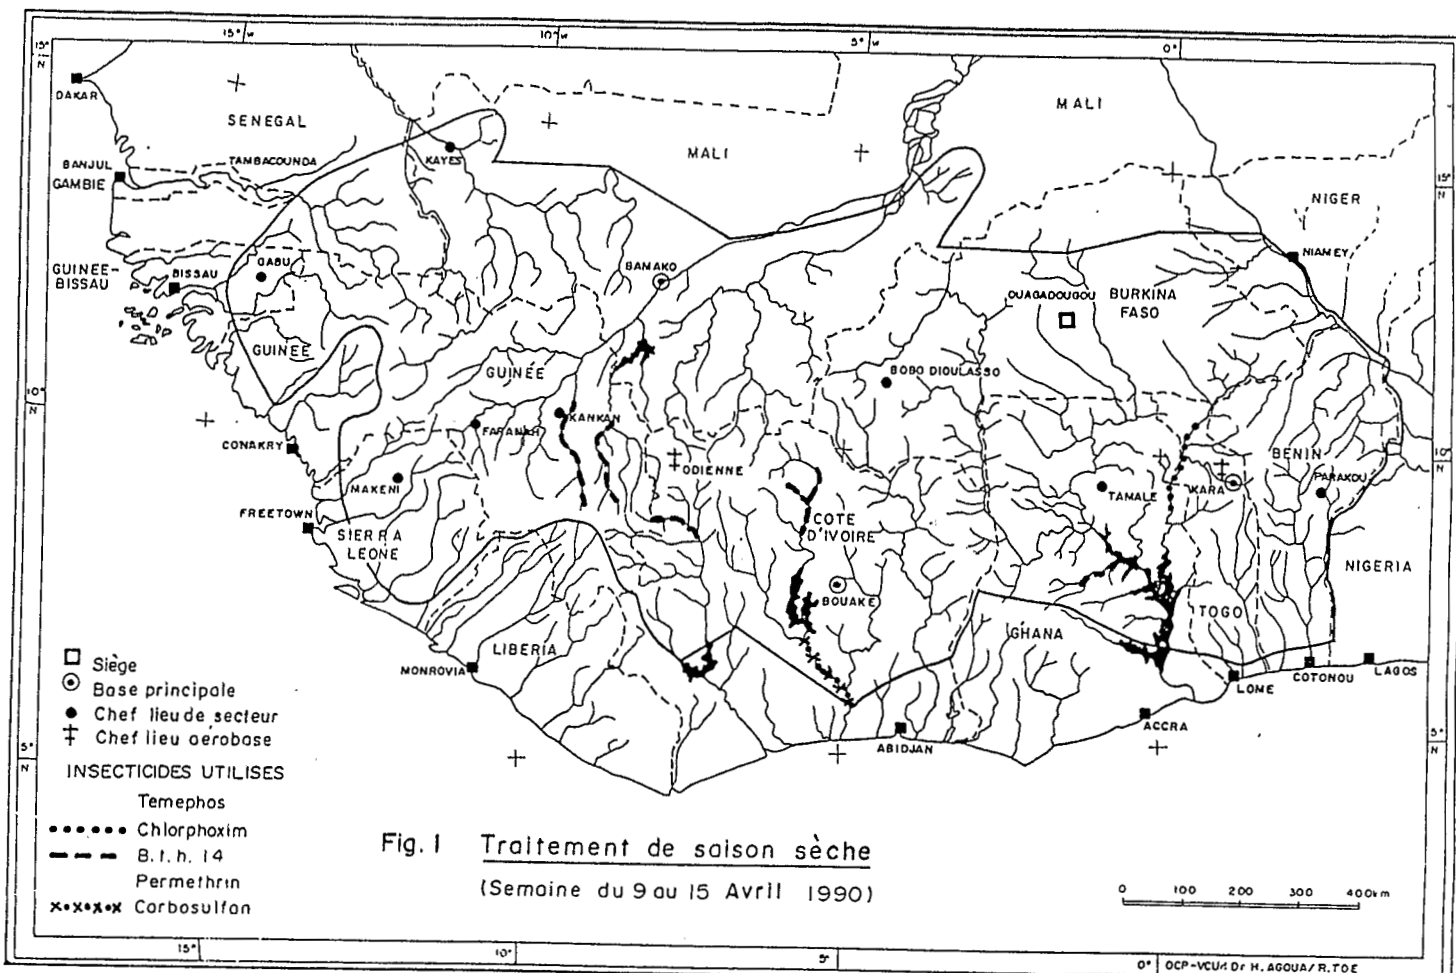 15° W
10° W
5° W
0°
15° N
DAKAR
SENEGAL
MALI
MALI
TAMBACOUNDA
KAYES
BANJUL
GAMBIE
15° N
NIGER
GUINEE-
BISSAU
BISSAU
GABU
BAMAKO
NIAMEY
OUAGADOUGOU
BURKINA
FASO
GUINEE
GUINEE
BOBO DIOULASSO
10° N
KANKAN
FARANAH
CONAKRY
ODIENNE
BENIN
10° N
MAKENI
TAMALE
KARA
PARAKOU
FREETOWN
SIERRA
LEONE
COTE
D'IVOIRE
NIGERIA
BOUAKE
TOGO
GHANA
LIBERIA
MONROVIA
LOME
COTONOU
LAGOS
ACCRA
ABIDJAN
5° N
5° N
Siège
Base principale
Chef lieu de secteur
Chef lieu aérobase
INSECTICIDES UTILISES
Temephos
Chlorphoxim
B.t.h. 14
Permethrin
Carbosulfan
Fig. 1 Traitement de saison sèche
(Semaine du 9 au 15 Avril 1990)
0 100 200 300 400km
15°
10°
5°
0°
OCP-VCU: Dr H. AGOUA/R.TOE